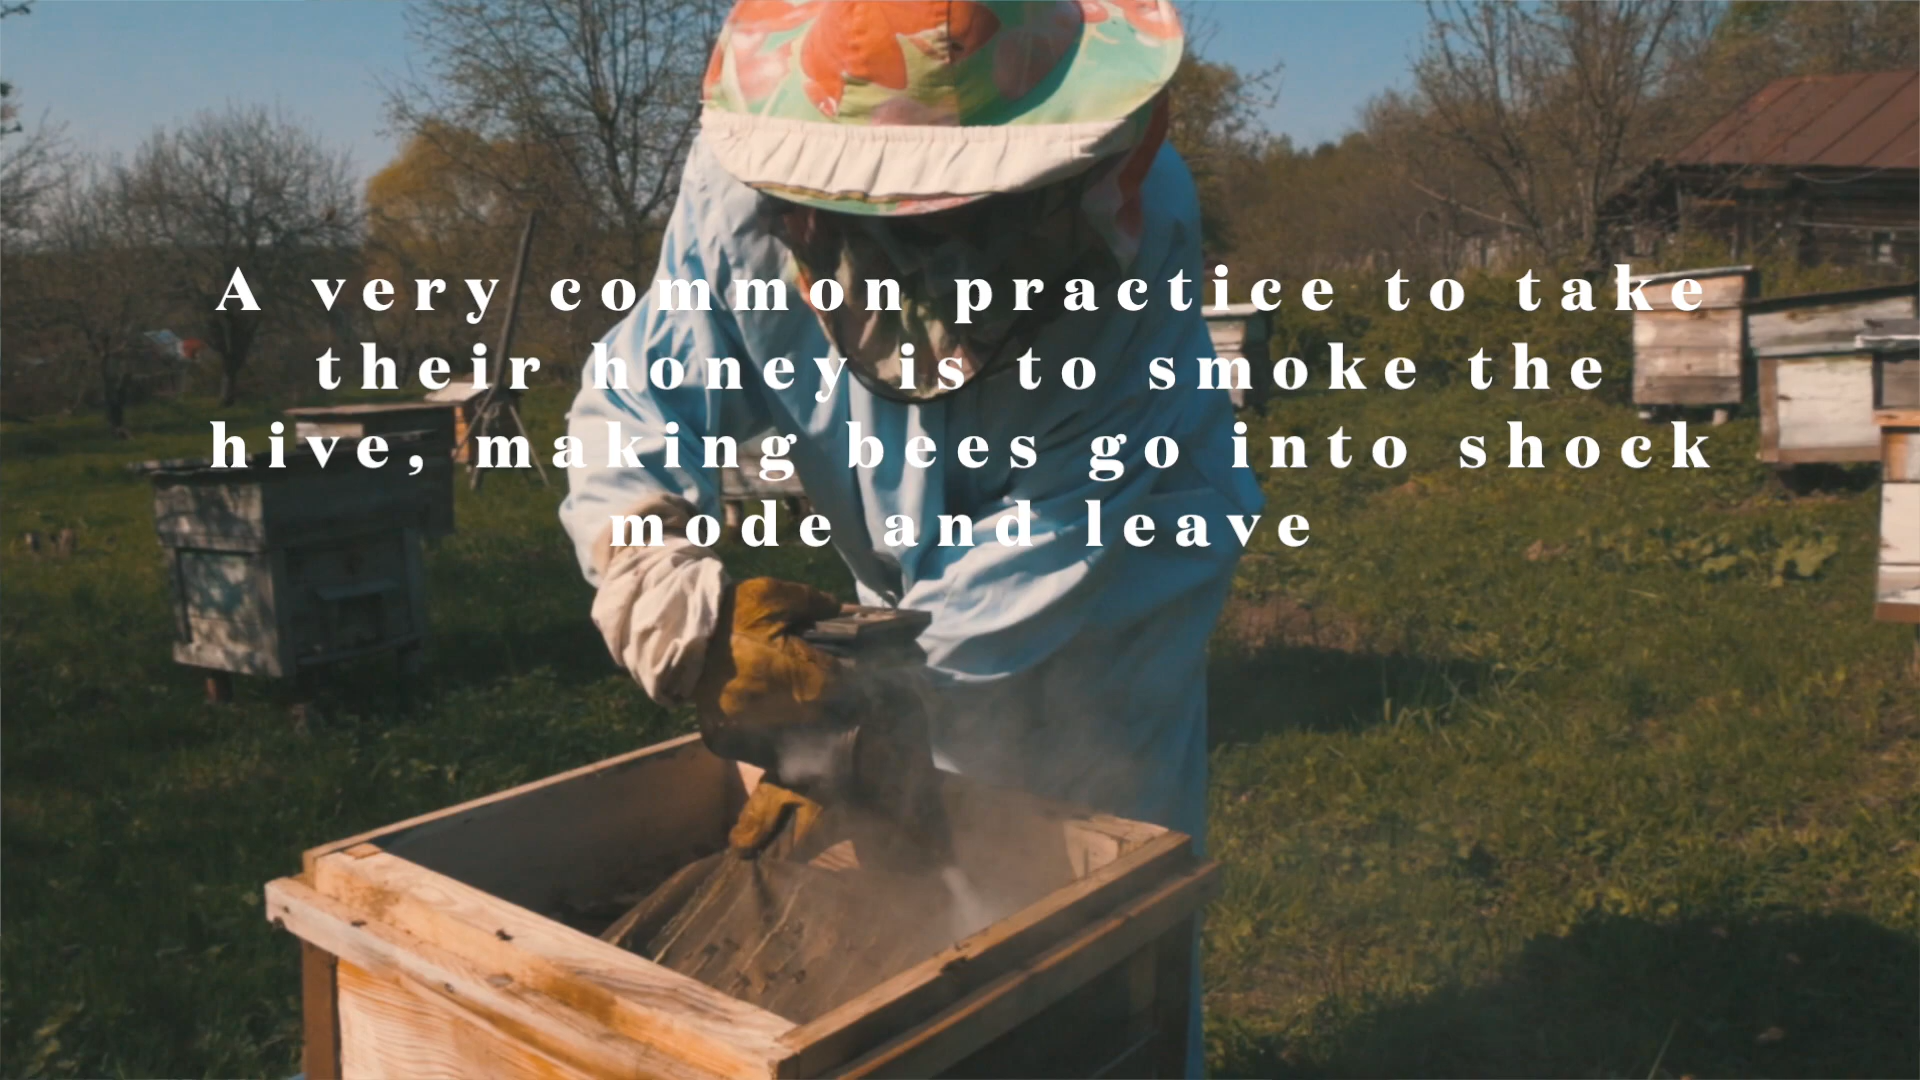 A very common practice to take
their honey is to smoke the
hive, making bees go into shock
mode and leave